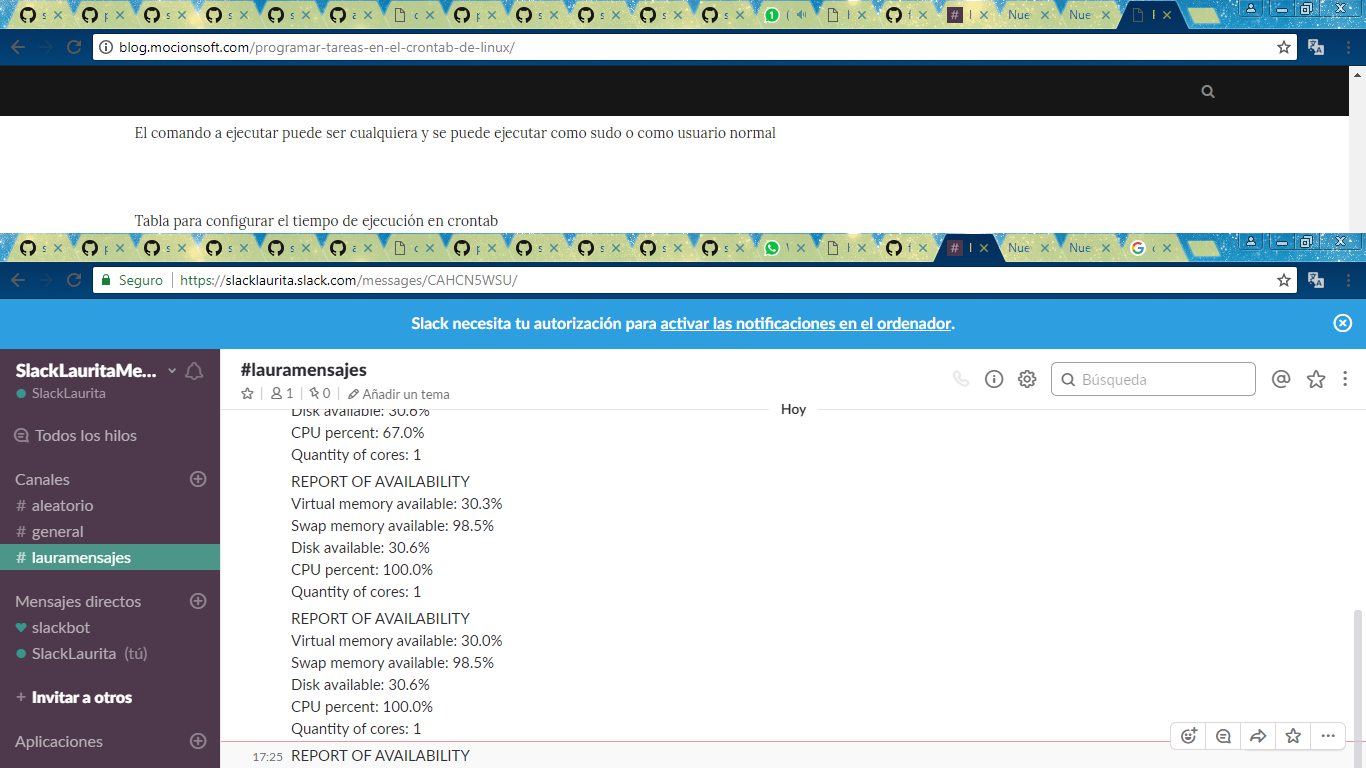 blog.mocionsoft.com/programar-tareas-en-el-crontab-de-linux/
El comando a ejecutar puede ser cualquiera y se puede ejecutar como sudo o como usuario normal
Tabla para configurar el tiempo de ejecución en crontab
Nue
Nue
Seguro
https://slacklaurita.slack.com/messages/CAHCN5WSU/
Slack necesita tu autorización para activar las notificaciones en el ordenador.
SlackLauritaMe...
SlackLaurita
Todos los hilos
Canales
# aleatorio
# general
# lauramensajes
Mensajes directos
slackbot
SlackLaurita (tú)
+ Invitar a otros
Aplicaciones
#lauramensajes
1
0
Añadir un tema
Búsqueda
Hoy
Disk available: 30.6%
CPU percent: 67.0%
Quantity of cores: 1
REPORT OF AVAILABILITY
Virtual memory available: 30.3%
Swap memory available: 98.5%
Disk available: 30.6%
CPU percent: 100.0%
Quantity of cores: 1
REPORT OF AVAILABILITY
Virtual memory available: 30.0%
Swap memory available: 98.5%
Disk available: 30.6%
CPU percent: 100.0%
Quantity of cores: 1
17:25 REPORT OF AVAILABILITY